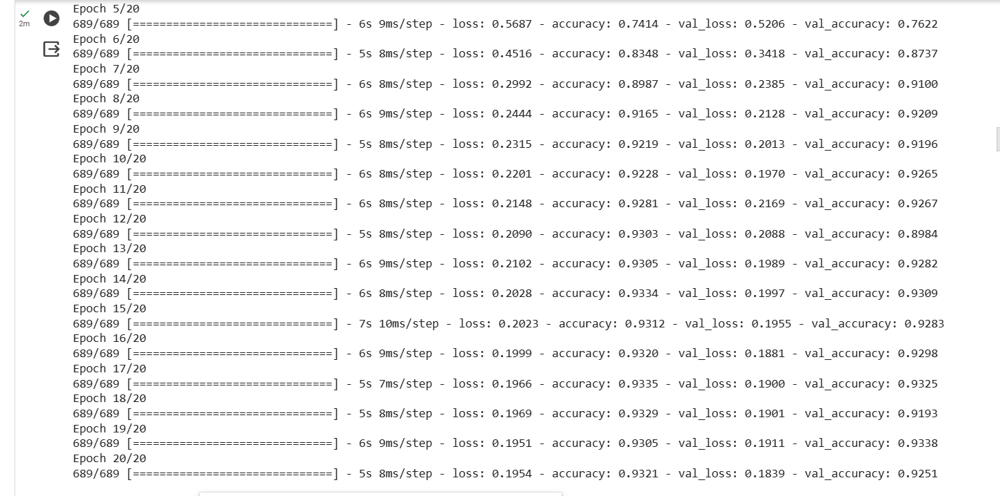 Epoch 5/20
2m
689/689 [==============================] - 6s 9ms/step - loss: 0.5687 - accuracy: 0.7414 - val_loss: 0.5206 - val_accuracy: 0.7622
Epoch 6/20
689/689 [==============================] - 5s 8ms/step - loss: 0.4516 - accuracy: 0.8348 - val_loss: 0.3418 - val_accuracy: 0.8737
Epoch 7/20
689/689 [==============================] - 6s 8ms/step - loss: 0.2992 - accuracy: 0.8987 - val_loss: 0.2385 - val_accuracy: 0.9100
Epoch 8/20
689/689 [==============================] - 6s 9ms/step - loss: 0.2444 - accuracy: 0.9165 - val_loss: 0.2128 - val_accuracy: 0.9209
Epoch 9/20
689/689 [==============================] - 5s 8ms/step - loss: 0.2315 - accuracy: 0.9219 - val_loss: 0.2013 - val_accuracy: 0.9196
Epoch 10/20
689/689 [==============================] - 6s 8ms/step - loss: 0.2201 - accuracy: 0.9228 - val_loss: 0.1970 - val_accuracy: 0.9265
Epoch 11/20
689/689 [==============================] - 6s 8ms/step - loss: 0.2148 - accuracy: 0.9281 - val_loss: 0.2169 - val_accuracy: 0.9267
Epoch 12/20
689/689 [==============================] - 5s 8ms/step - loss: 0.2090 - accuracy: 0.9303 - val_loss: 0.2088 - val_accuracy: 0.8984
Epoch 13/20
689/689 [==============================] - 6s 9ms/step - loss: 0.2102 - accuracy: 0.9305 - val_loss: 0.1989 - val_accuracy: 0.9282
Epoch 14/20
689/689 [==============================] - 6s 8ms/step - loss: 0.2028 - accuracy: 0.9334 - val_loss: 0.1997 - val_accuracy: 0.9309
Epoch 15/20
689/689 [==============================] - 7s 10ms/step - loss: 0.2023 - accuracy: 0.9312 - val_loss: 0.1955 - val_accuracy: 0.9283
Epoch 16/20
689/689 [==============================] - 6s 9ms/step - loss: 0.1999 - accuracy: 0.9320 - val_loss: 0.1881 - val_accuracy: 0.9298
Epoch 17/20
689/689 [==============================] - 5s 7ms/step - loss: 0.1966 - accuracy: 0.9335 - val_loss: 0.1900 - val_accuracy: 0.9325
Epoch 18/20
689/689 [==============================] - 5s 8ms/step - loss: 0.1969 - accuracy: 0.9329 - val_loss: 0.1901 - val_accuracy: 0.9193
Epoch 19/20
689/689 [==============================] - 6s 9ms/step - loss: 0.1951 - accuracy: 0.9305 - val_loss: 0.1911 - val_accuracy: 0.9338
Epoch 20/20
689/689 [==============================] - 5s 8ms/step - loss: 0.1954 - accuracy: 0.9321 - val_loss: 0.1839 - val_accuracy: 0.9251